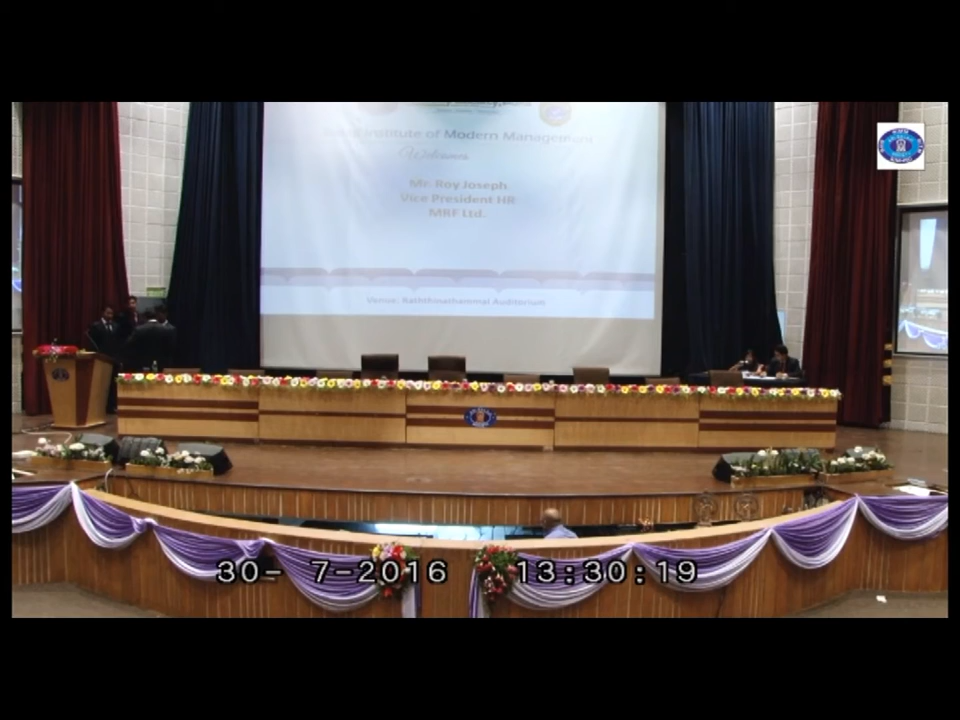 Institute of Modern Management
Welcomes
Mr. Roy Joseph
Vice President HR
MRF Ltd.
Venue: Raththinathammal Auditorium
30- 7-2016 13:30:19